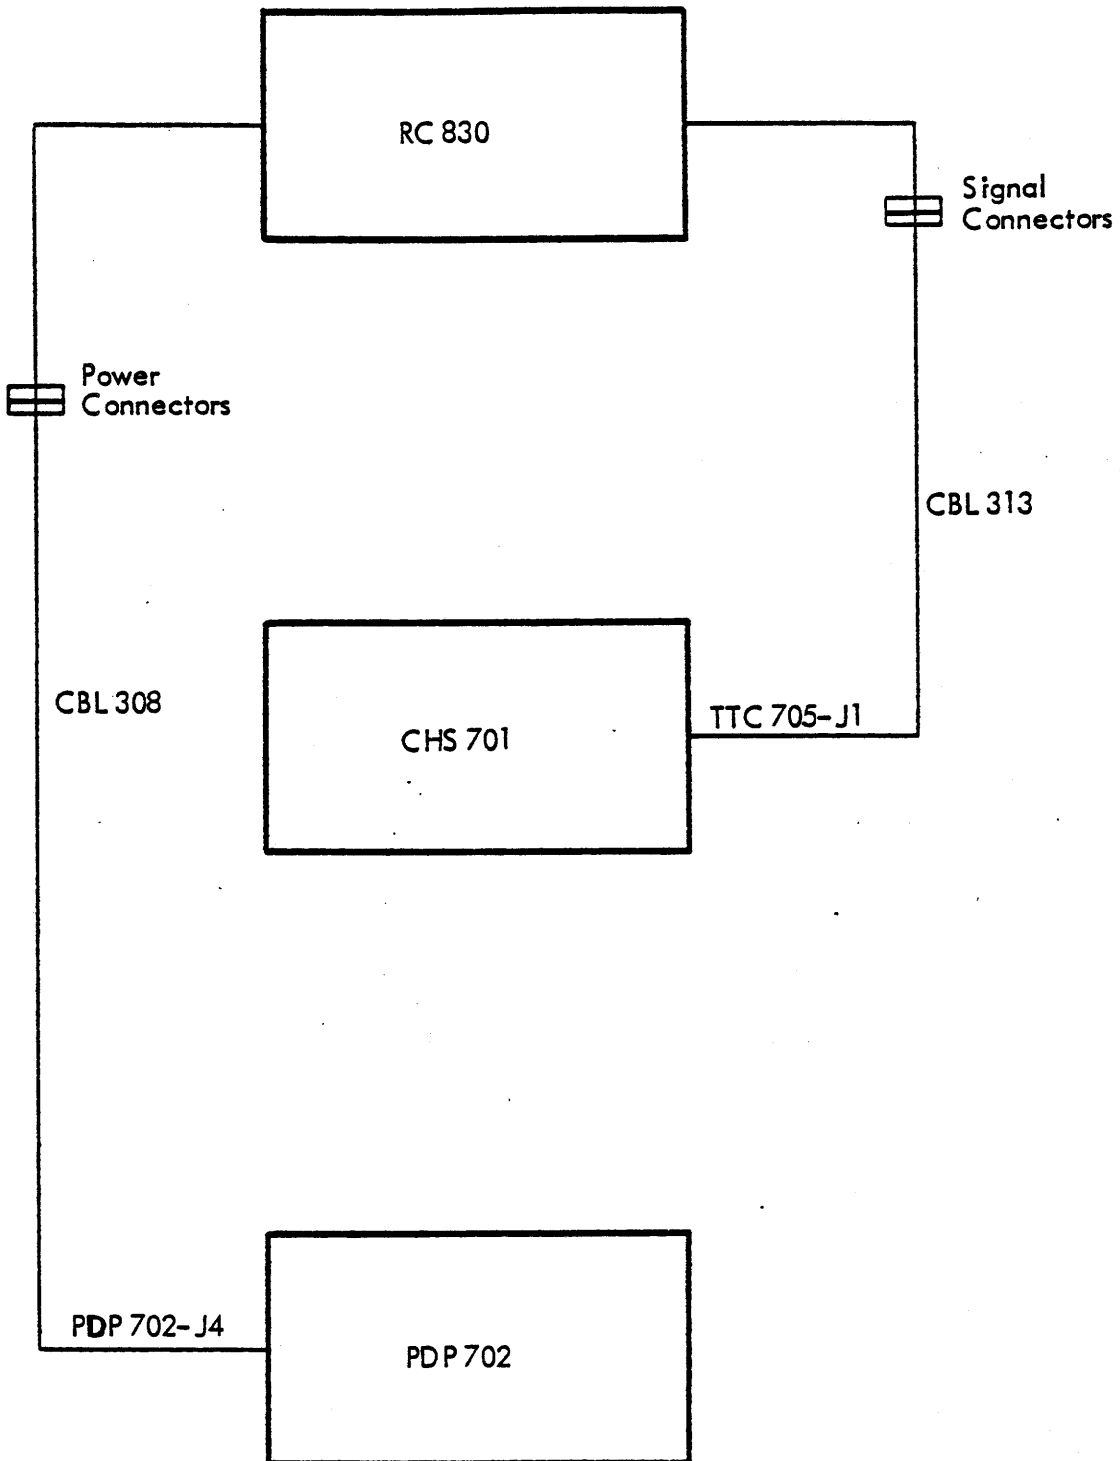 RC 830
Signal
Connectors
Power
Connectors
CBL 313
CBL 308
TTC 705-J1
CHS 701
PDP 702-J4
PDP 702